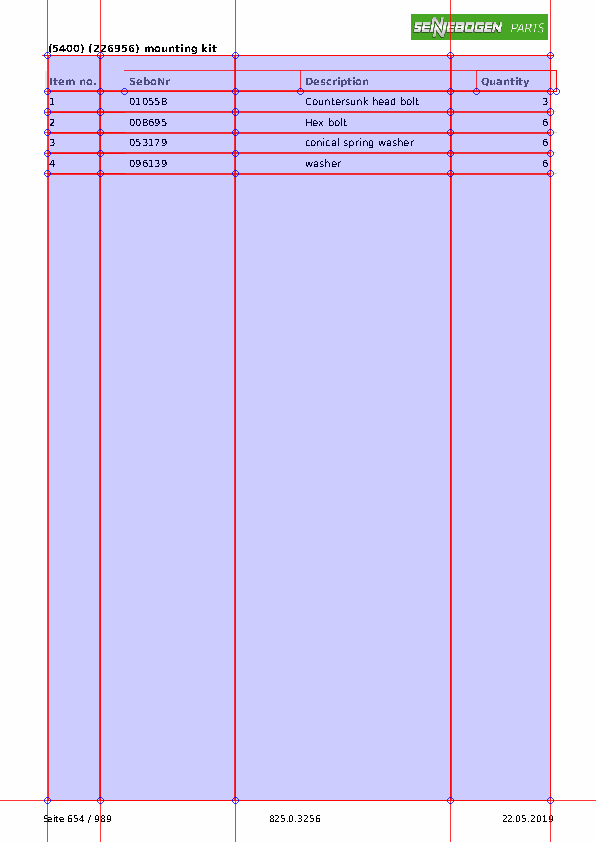 SENNEBOGEN PARTS
(5400) (226956) mounting kit
Item no. SeboNr Description Quantity
1 010558 Countersunk head bolt 3
2 008695 Hex bolt 6
3 053179 conical spring washer 6
4 096139 washer 6
Seite 654 / 989 825.0.3256 22.05.2019